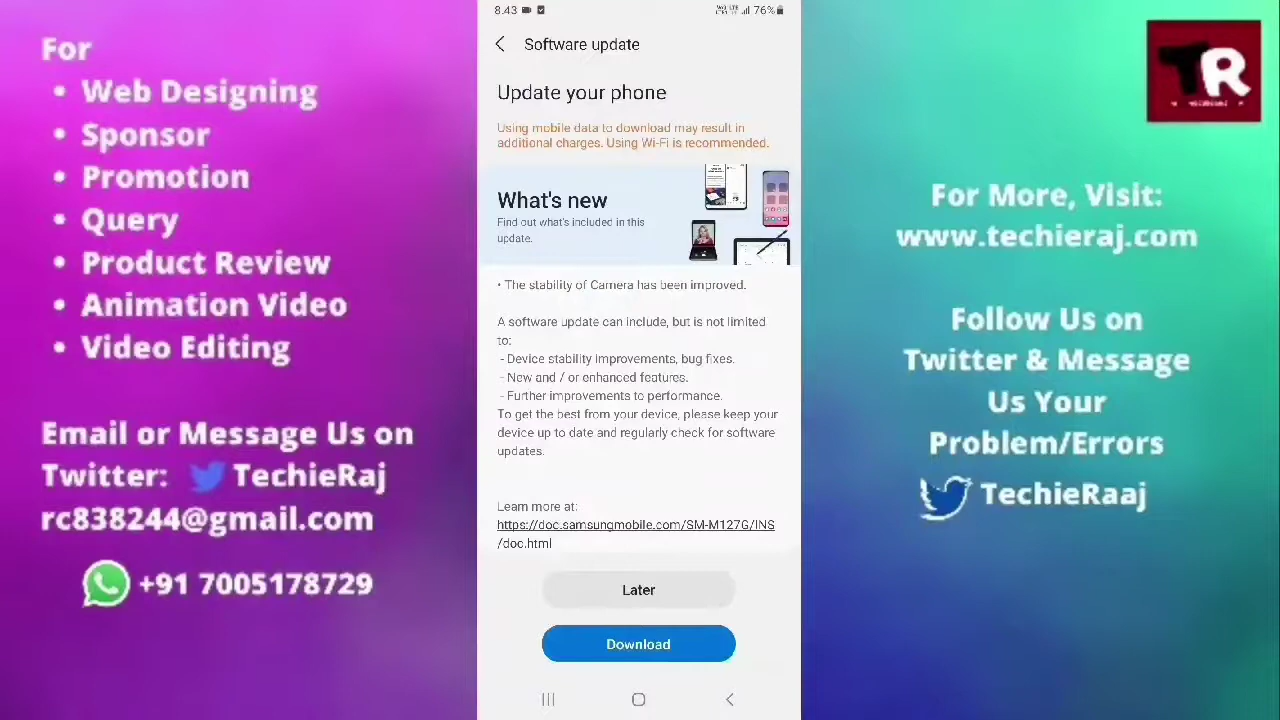 For
• Web Designing
• Sponsor
• Promotion
• Query
• Product Review
• Animation Video
• Video Editing
Email or Message Us on
Twitter: TechieRaj
rc838244@gmail.com
+91 7005178729
8.43
76%
Software update
Update your phone
Using mobile data to download may result in
additional charges. Using Wi-Fi is recommended.
What's new
Find out what's included in this
update.
• The stability of Camera has been improved.
A software update can include, but is not limited
to:
- Device stability improvements, bug fixes.
- New and / or enhanced features.
- Further improvements to performance.
To get the best from your device, please keep your
device up to date and regularly check for software
updates.
Learn more at:
https://doc.samsungmobile.com/SM-M127G/INS
/doc.html
Later
Download
TR
For More, Visit:
www.techieraj.com
Follow Us on
Twitter & Message
Us Your
Problem/Errors
TechieRaaj